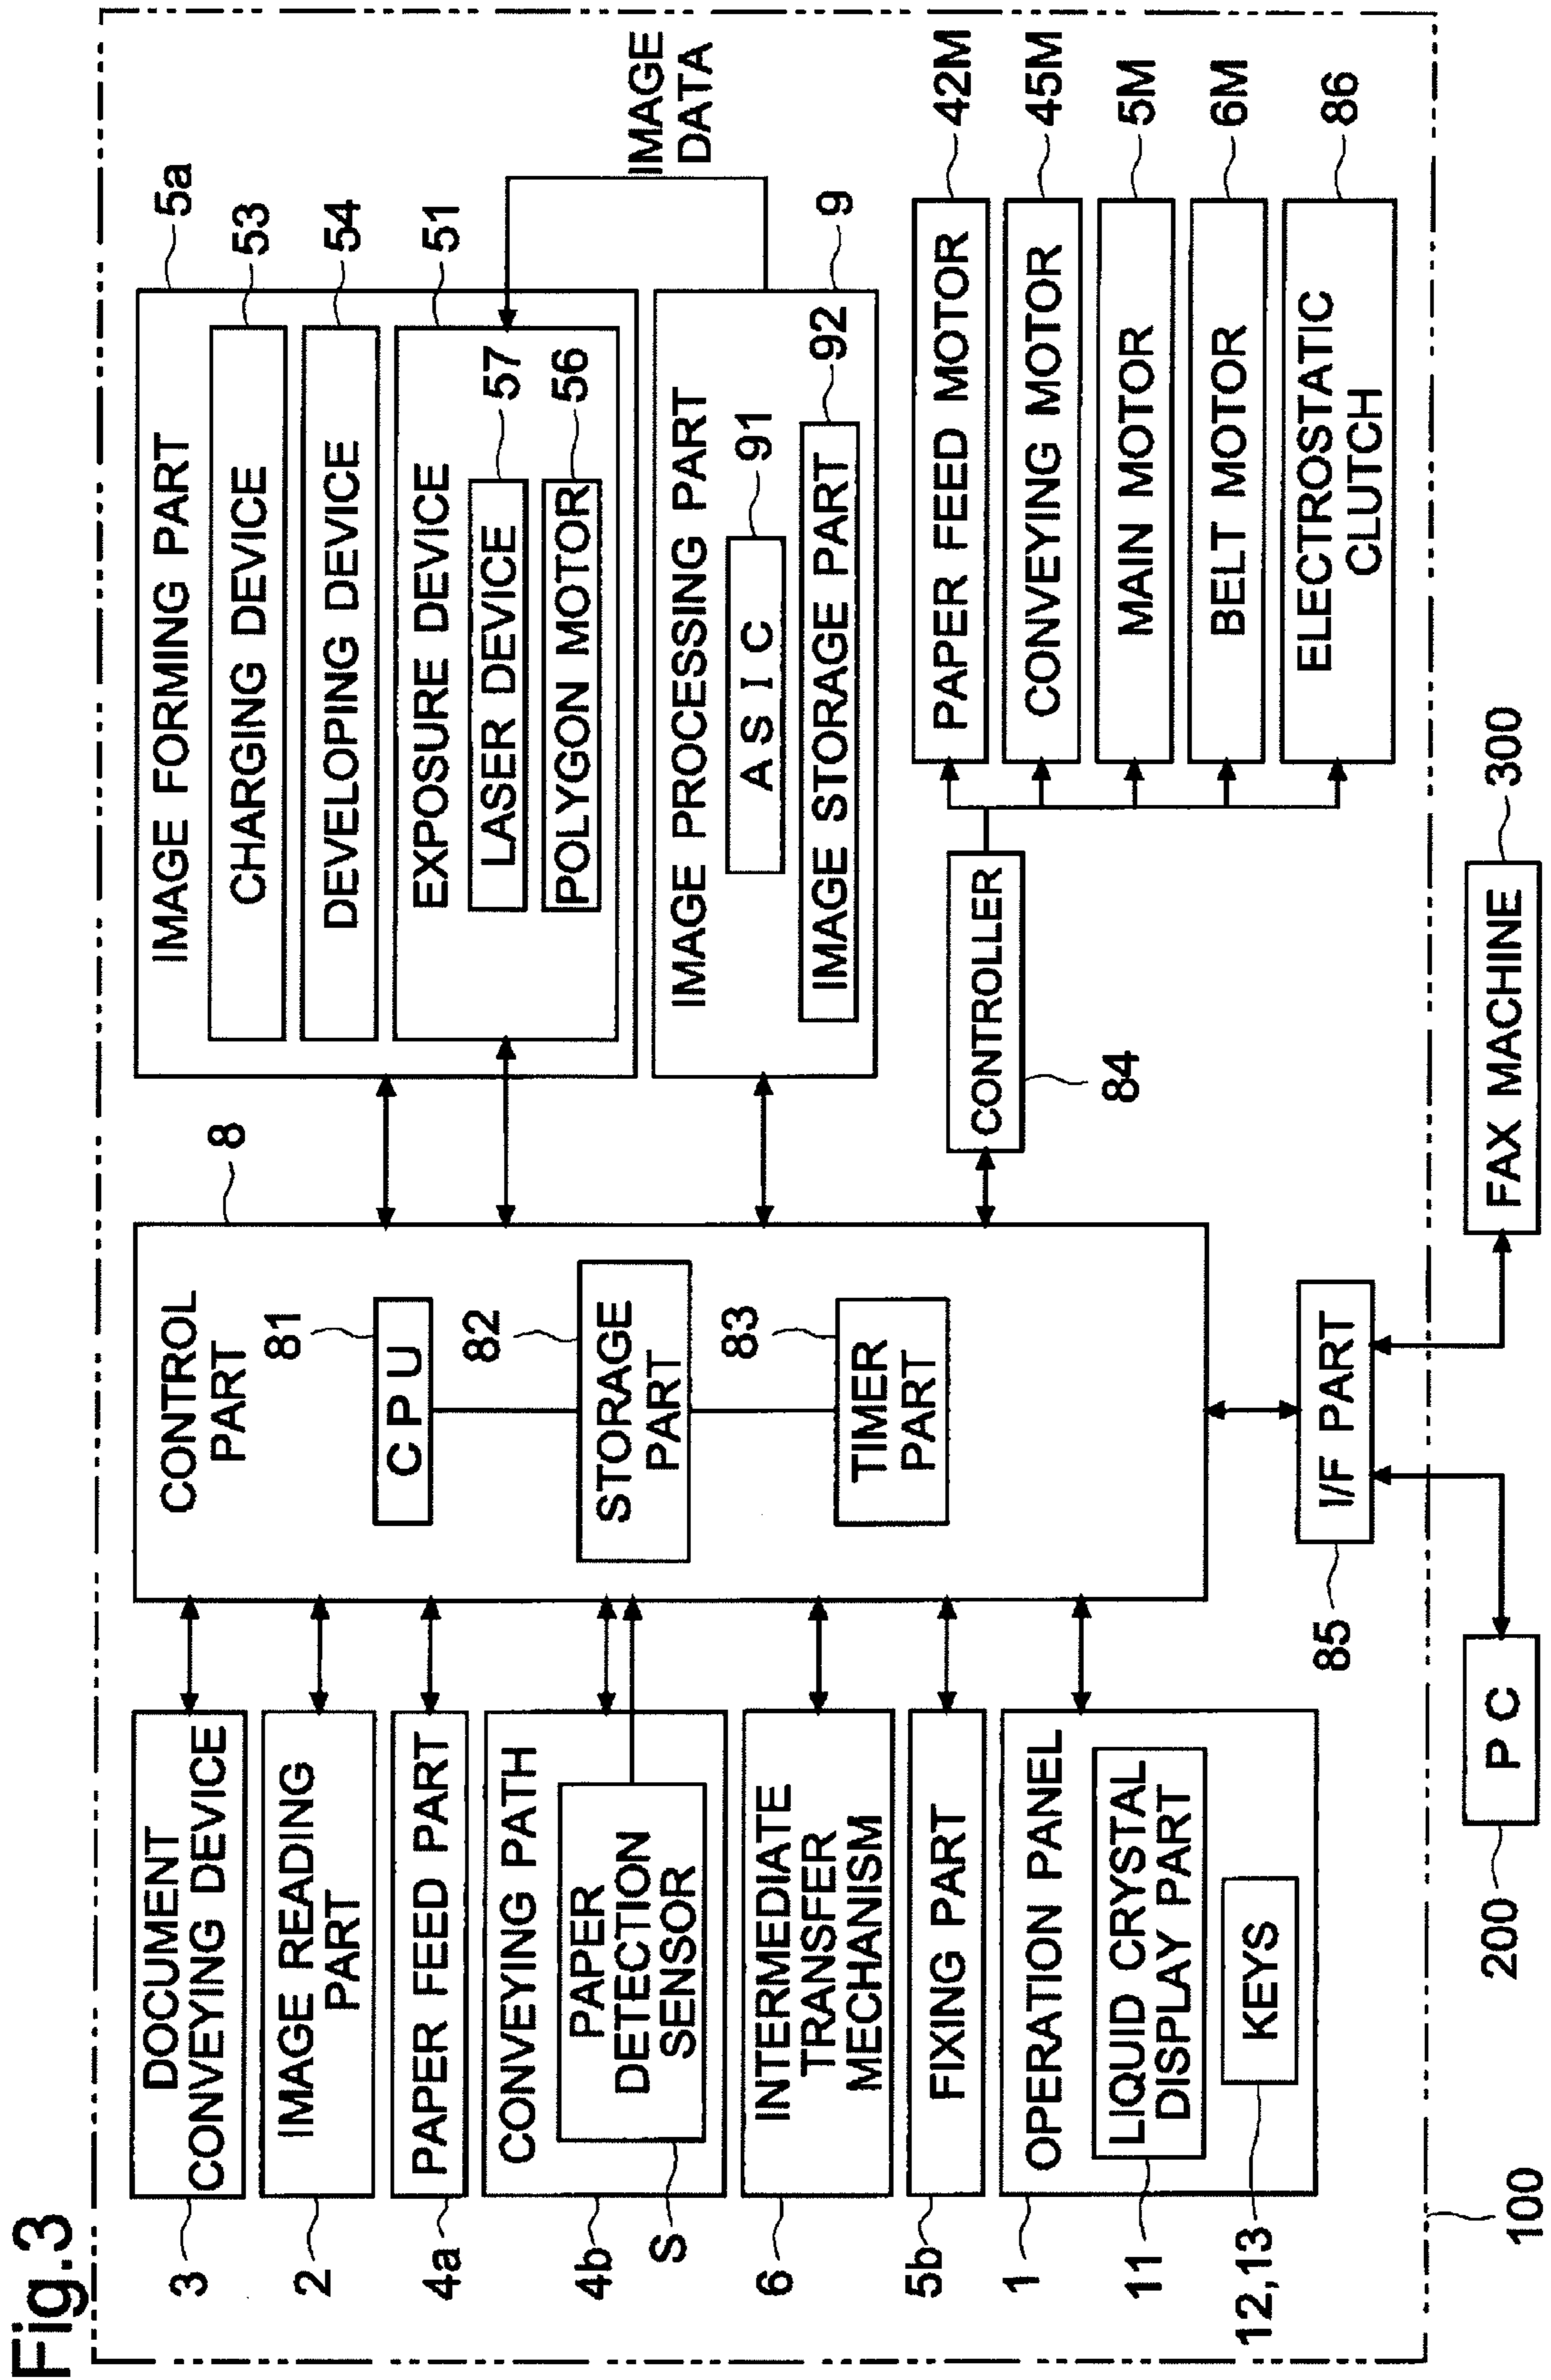 Fig.3
3
DOCUMENT
CONVEYING DEVICE
2
IMAGE READING
PART
4a
PAPER FEED PART
4b
CONVEYING PATH
S
PAPER
DETECTION
SENSOR
6
INTERMEDIATE
TRANSFER
MECHANISM
5b
FIXING PART
1
OPERATION PANEL
11
LIQUID CRYSTAL
DISPLAY PART
12,13
KEYS
8
CONTROL
PART
81
CPU
82
STORAGE
PART
83
TIMER
PART
5a
IMAGE FORMING PART
53
CHARGING DEVICE
54
DEVELOPING DEVICE
51
EXPOSURE DEVICE
57
LASER DEVICE
56
POLYGON MOTOR
IMAGE
DATA
9
IMAGE PROCESSING PART
91
ASIC
92
IMAGE STORAGE PART
CONTROLLER
84
PAPER FEED MOTOR
42M
CONVEYING MOTOR
45M
MAIN MOTOR
5M
BELT MOTOR
6M
ELECTROSTATIC
CLUTCH
86
I/F PART
85
100
PC
200
FAX MACHINE
300